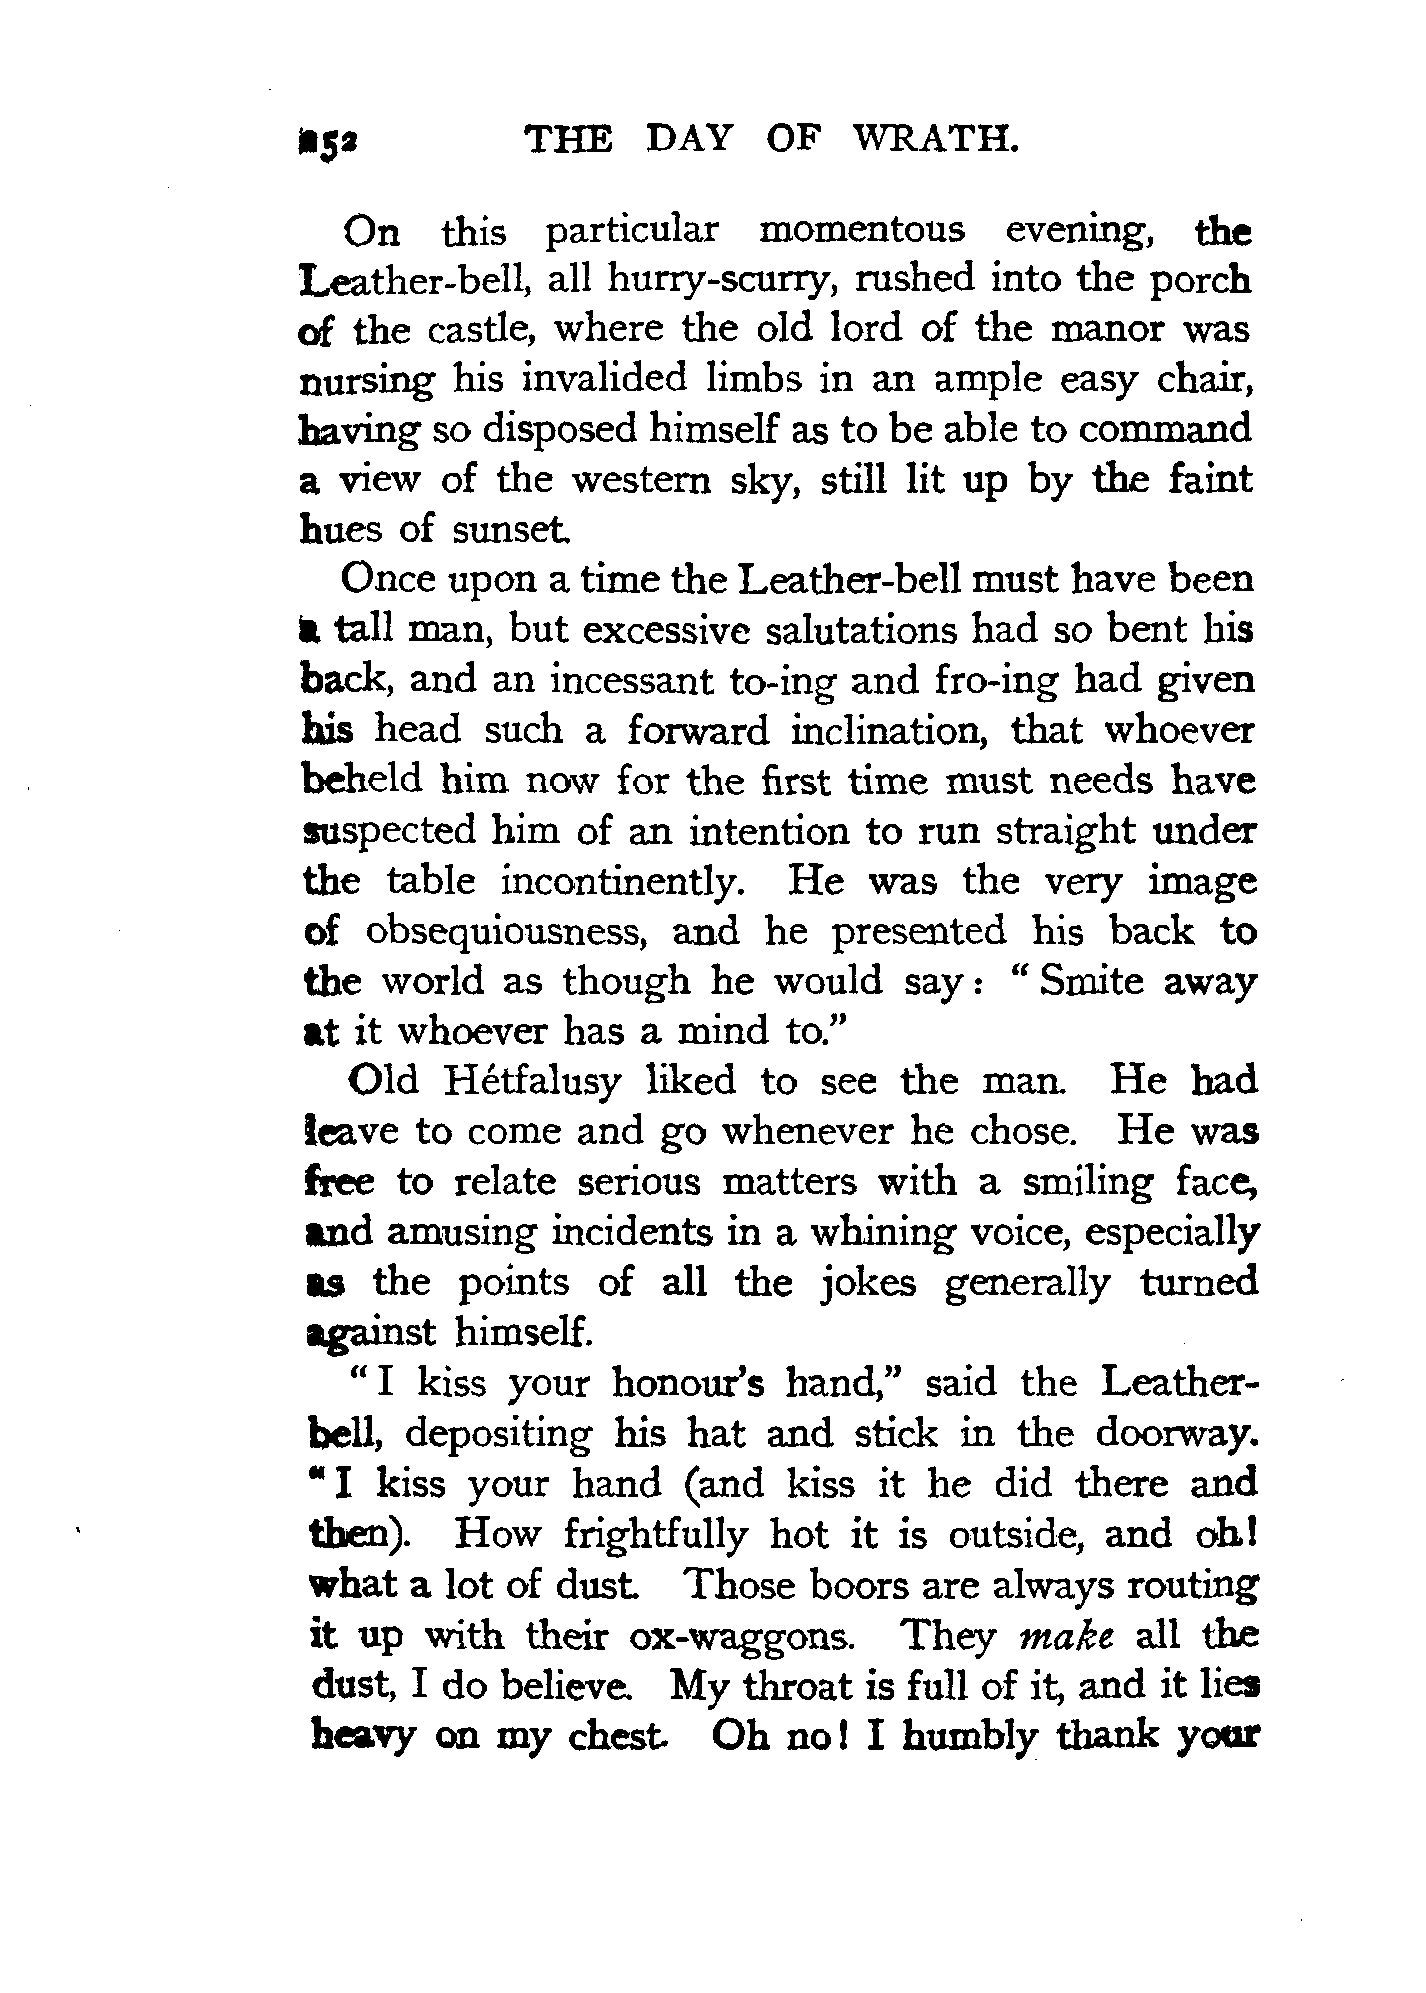 252 THE DAY OF WRATH.
On this particular momentous evening, the
Leather-bell, all hurry-scurry, rushed into the porch
of the castle, where the old lord of the manor was
nursing his invalided limbs in an ample easy chair,
having so disposed himself as to be able to command
a view of the western sky, still lit up by the faint
hues of sunset.
Once upon a time the Leather-bell must have been
a tall man, but excessive salutations had so bent his
back, and an incessant to-ing and fro-ing had given
his head such a forward inclination, that whoever
beheld him now for the first time must needs have
suspected him of an intention to run straight under
the table incontinently. He was the very image
of obsequiousness, and he presented his back to
the world as though he would say: "Smite away
at it whoever has a mind to."
Old Hétfalusy liked to see the man. He had
leave to come and go whenever he chose. He was
free to relate serious matters with a smiling face,
and amusing incidents in a whining voice, especially
as the points of all the jokes generally turned
against himself.
"I kiss your honour's hand," said the Leather-
bell, depositing his hat and stick in the doorway.
"I kiss your hand (and kiss it he did there and
then). How frightfully hot it is outside, and oh!
what a lot of dust. Those boors are always routing
it up with their ox-waggons. They make all the
dust, I do believe. My throat is full of it, and it lies
heavy on my chest. Oh no! I humbly thank your